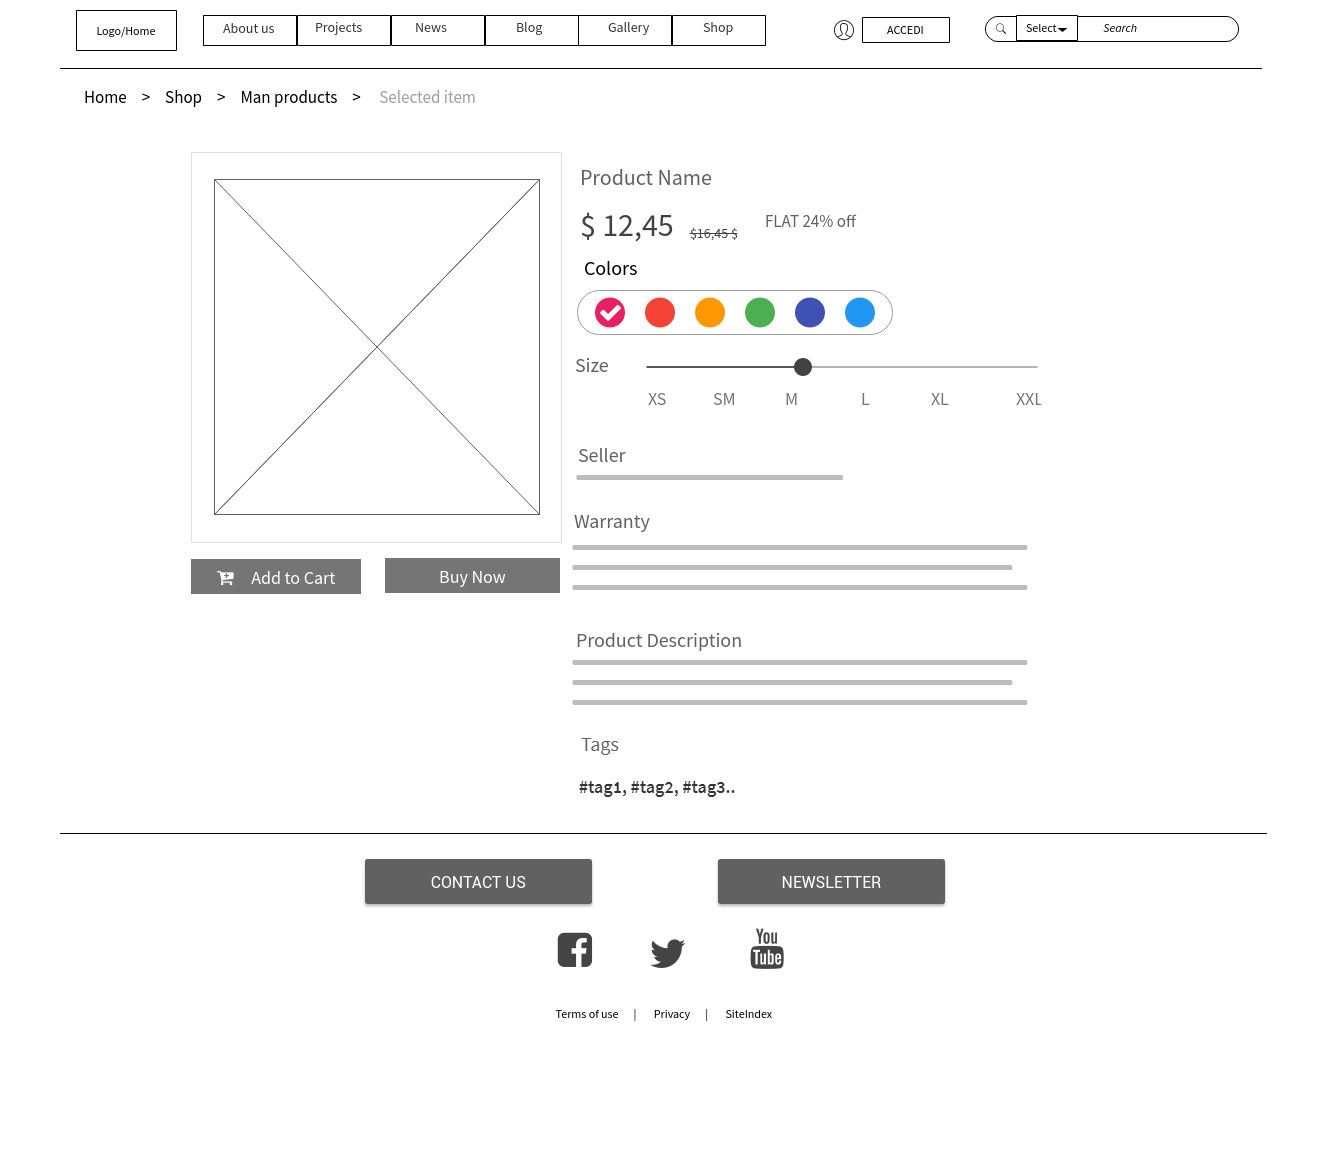 Logo/Home
About us Projects News Blog Gallery Shop
ACCEDI
Select Search
Home > Shop > Man products > Selected item
Product Name
$ 12,45 $16,45 $ FLAT 24% off
Colors
Size
XS SM M L XL XXL
Seller
Warranty
Add to Cart Buy Now
Product Description
Tags
#tag1, #tag2, #tag3..
CONTACT US NEWSLETTER
You
Tube
Terms of use | Privacy | SiteIndex